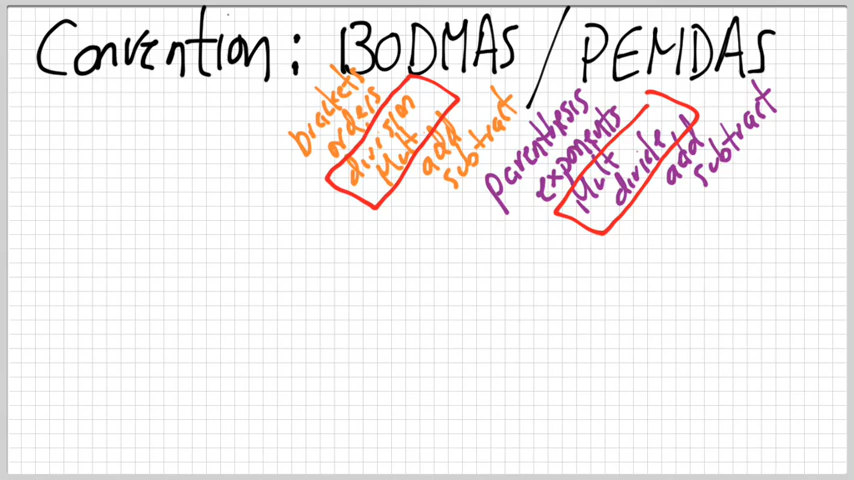 Convention: BODMAS / PEMDAS
brackets
orders
division
Mult
add
subtract
parenthesis
exponents
Mult
divide
add
subtract